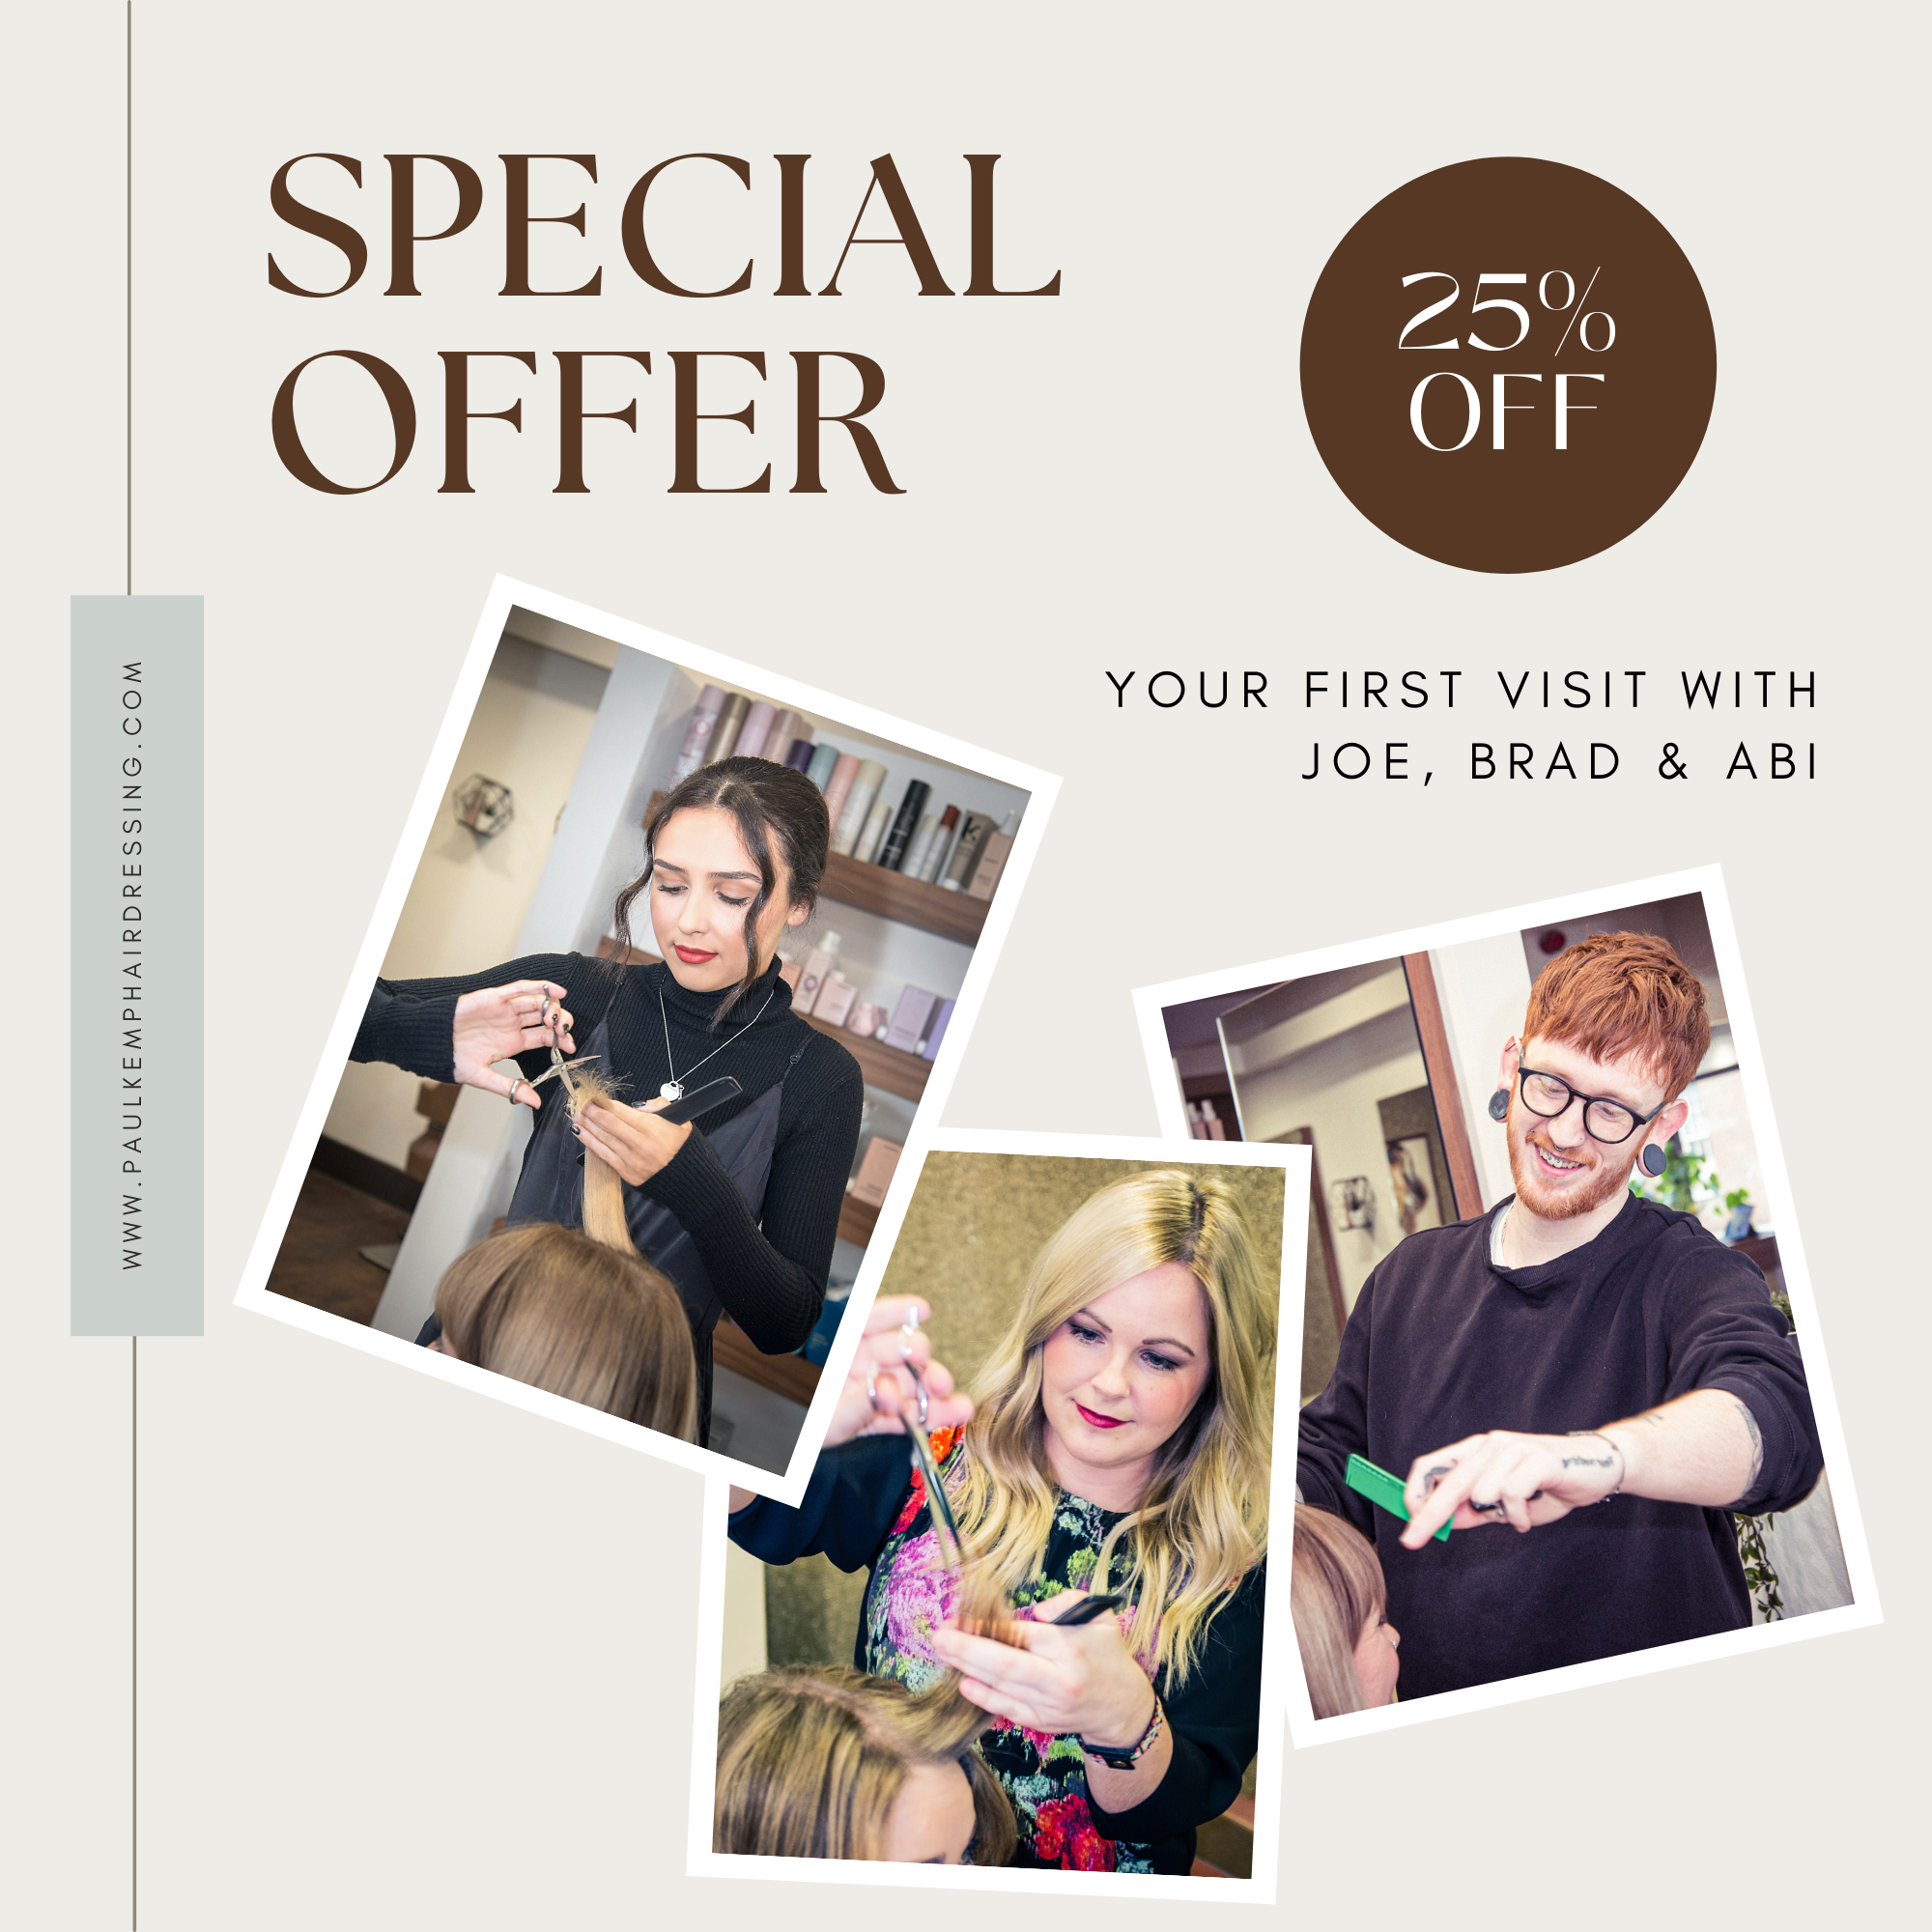 SPECIAL
OFFER
25%
OFF
YOUR FIRST VISIT WITH
JOE, BRAD & ABI
WWW.PAULKEMPHAIRDRESSING.COM